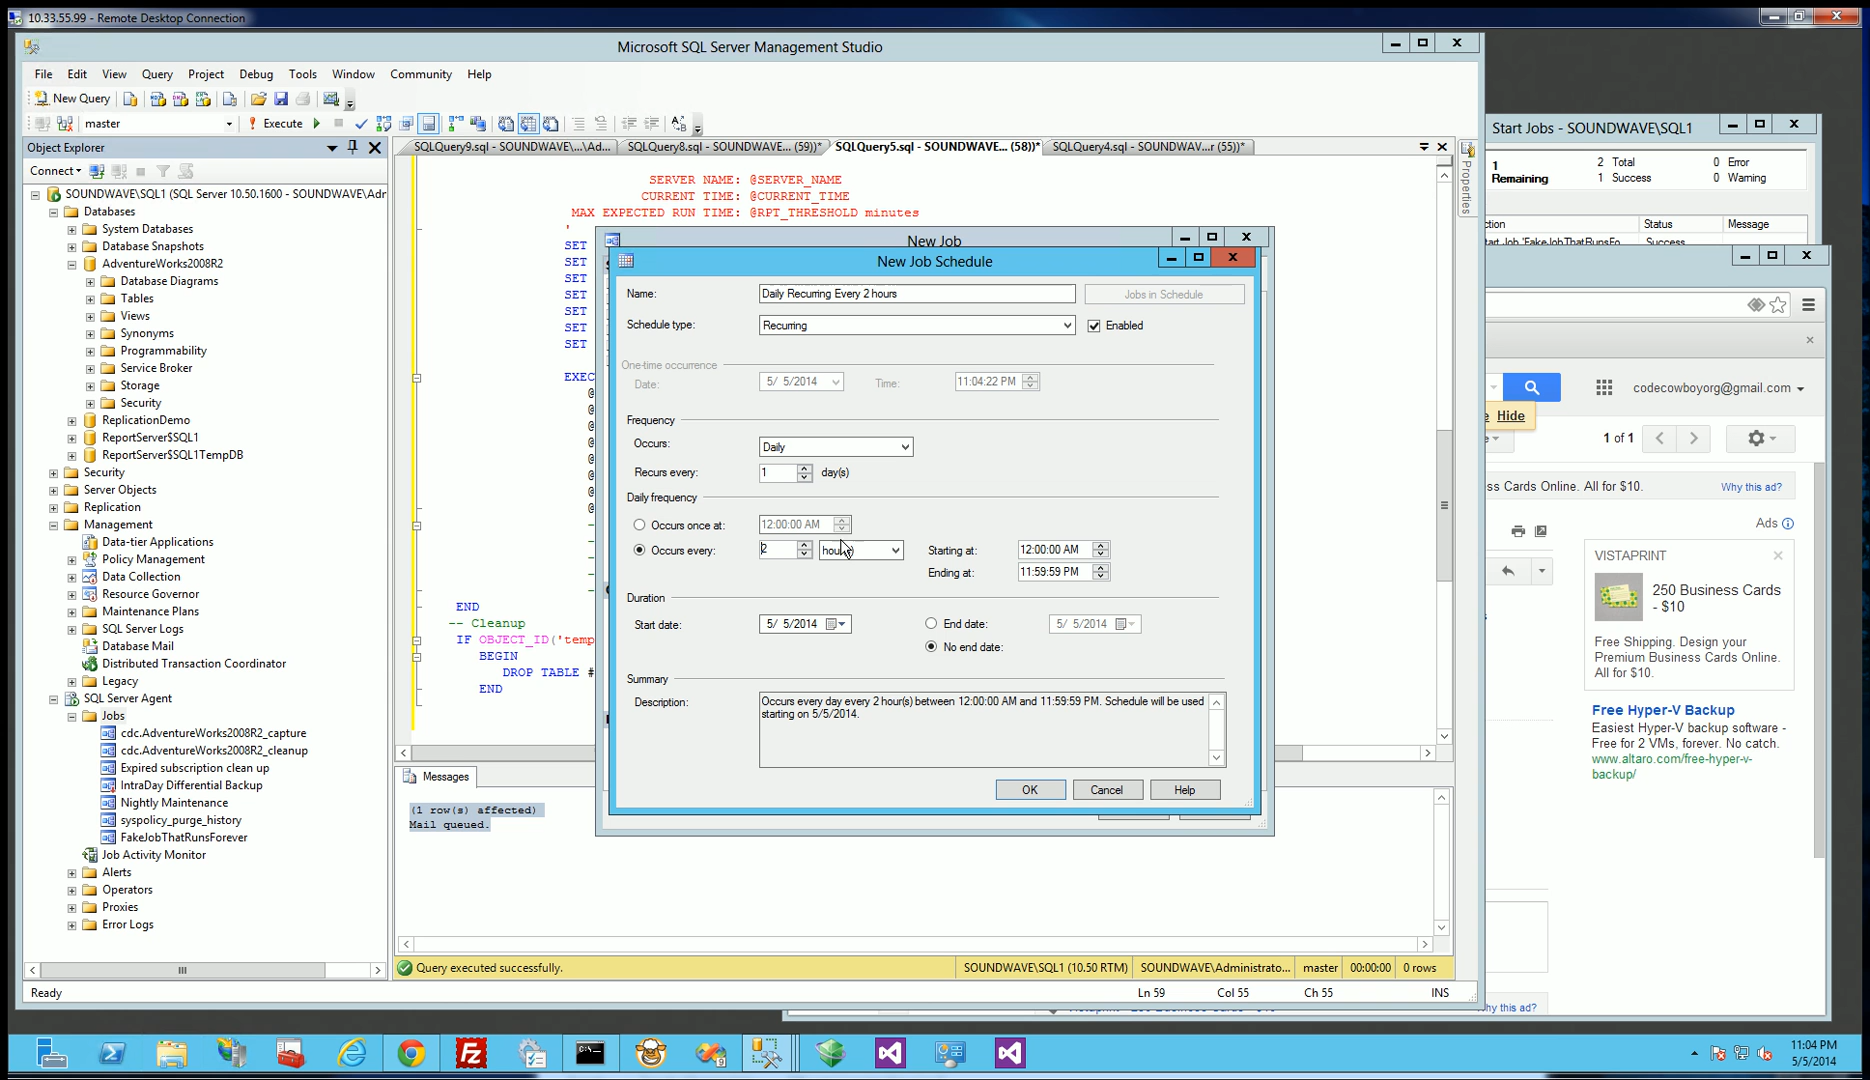 10.33.55.99 - Remote Desktop Connection
Microsoft SQL Server Management Studio
File Edit View Query Project Debug Tools Window Community Help
New Query
master
Execute
Object Explorer
Connect
SOUNDWAVE\SQL1 (SQL Server 10.50.1600 - SOUNDWAVE\Adr
Databases
System Databases
Database Snapshots
AdventureWorks2008R2
Database Diagrams
Tables
Views
Synonyms
Programmability
Service Broker
Storage
Security
ReplicationDemo
ReportServer$SQL1
ReportServer$SQL1TempDB
Security
Server Objects
Replication
Management
Data-tier Applications
Policy Management
Data Collection
Resource Governor
Maintenance Plans
SQL Server Logs
Database Mail
Distributed Transaction Coordinator
Legacy
SQL Server Agent
Jobs
cdc.AdventureWorks2008R2_capture
cdc.AdventureWorks2008R2_cleanup
Expired subscription clean up
IntraDay Differential Backup
Nightly Maintenance
syspolicy_purge_history
FakeJobThatRunsForever
Job Activity Monitor
Alerts
Operators
Proxies
Error Logs
SQLQuery9.sql - SOUNDWAVE\...\Ad... SQLQuery8.sql - SOUNDWAVE... (59))* SQLQuery5.sql - SOUNDWAVE... (58))* SQLQuery4.sql - SOUNDWAV...r (55))*
Properties
SERVER NAME: @SERVER_NAME
CURRENT TIME: @CURRENT_TIME
MAX EXPECTED RUN TIME: @RPT_THRESHOLD minutes
'
SET
SET
SET
SET
SET
SET
SET
EXEC
@
@
@
@
@
@
@
@
END
-- Cleanup
IF OBJECT_ID('temp
BEGIN
DROP TABLE #
END
Messages
(1 row(s) affected)
Mail queued.
Query executed successfully.
SOUNDWAVE\SQL1 (10.50 RTM) SOUNDWAVE\Administrato... master 00:00:00 0 rows
Ready
Ln 59 Col 55 Ch 55 INS
New Job
New Job Schedule
Name: Daily Recurring Every 2 hours Jobs in Schedule
Schedule type: Recurring Enabled
One-time occurrence
Date: 5/ 5/2014 Time: 11:04:22 PM
Frequency
Occurs: Daily
Recurs every: 1 day(s)
Daily frequency
Occurs once at: 12:00:00 AM
Occurs every: 2 hour(s) Starting at: 12:00:00 AM
Ending at: 11:59:59 PM
Duration
Start date: 5/ 5/2014 End date: 5/ 5/2014
No end date:
Summary
Description: Occurs every day every 2 hour(s) between 12:00:00 AM and 11:59:59 PM. Schedule will be used
starting on 5/5/2014.
OK Cancel Help
Start Jobs - SOUNDWAVE\SQL1
1 2 Total 0 Error
Remaining 1 Success 0 Warning
ction Status Message
tart Job 'FakeJobThatRunsFo... Success
codecowboyorg@gmail.com
e Hide
1 of 1
ss Cards Online. All for $10. Why this ad?
Ads
VISTAPRINT
250 Business Cards
- $10
Free Shipping. Design your
Premium Business Cards Online.
All for $10.
Free Hyper-V Backup
Easiest Hyper-V backup software -
Free for 2 VMs, forever. No catch.
www.altaro.com/free-hyper-v-
backup/
Why this ad?
11:04 PM
5/5/2014